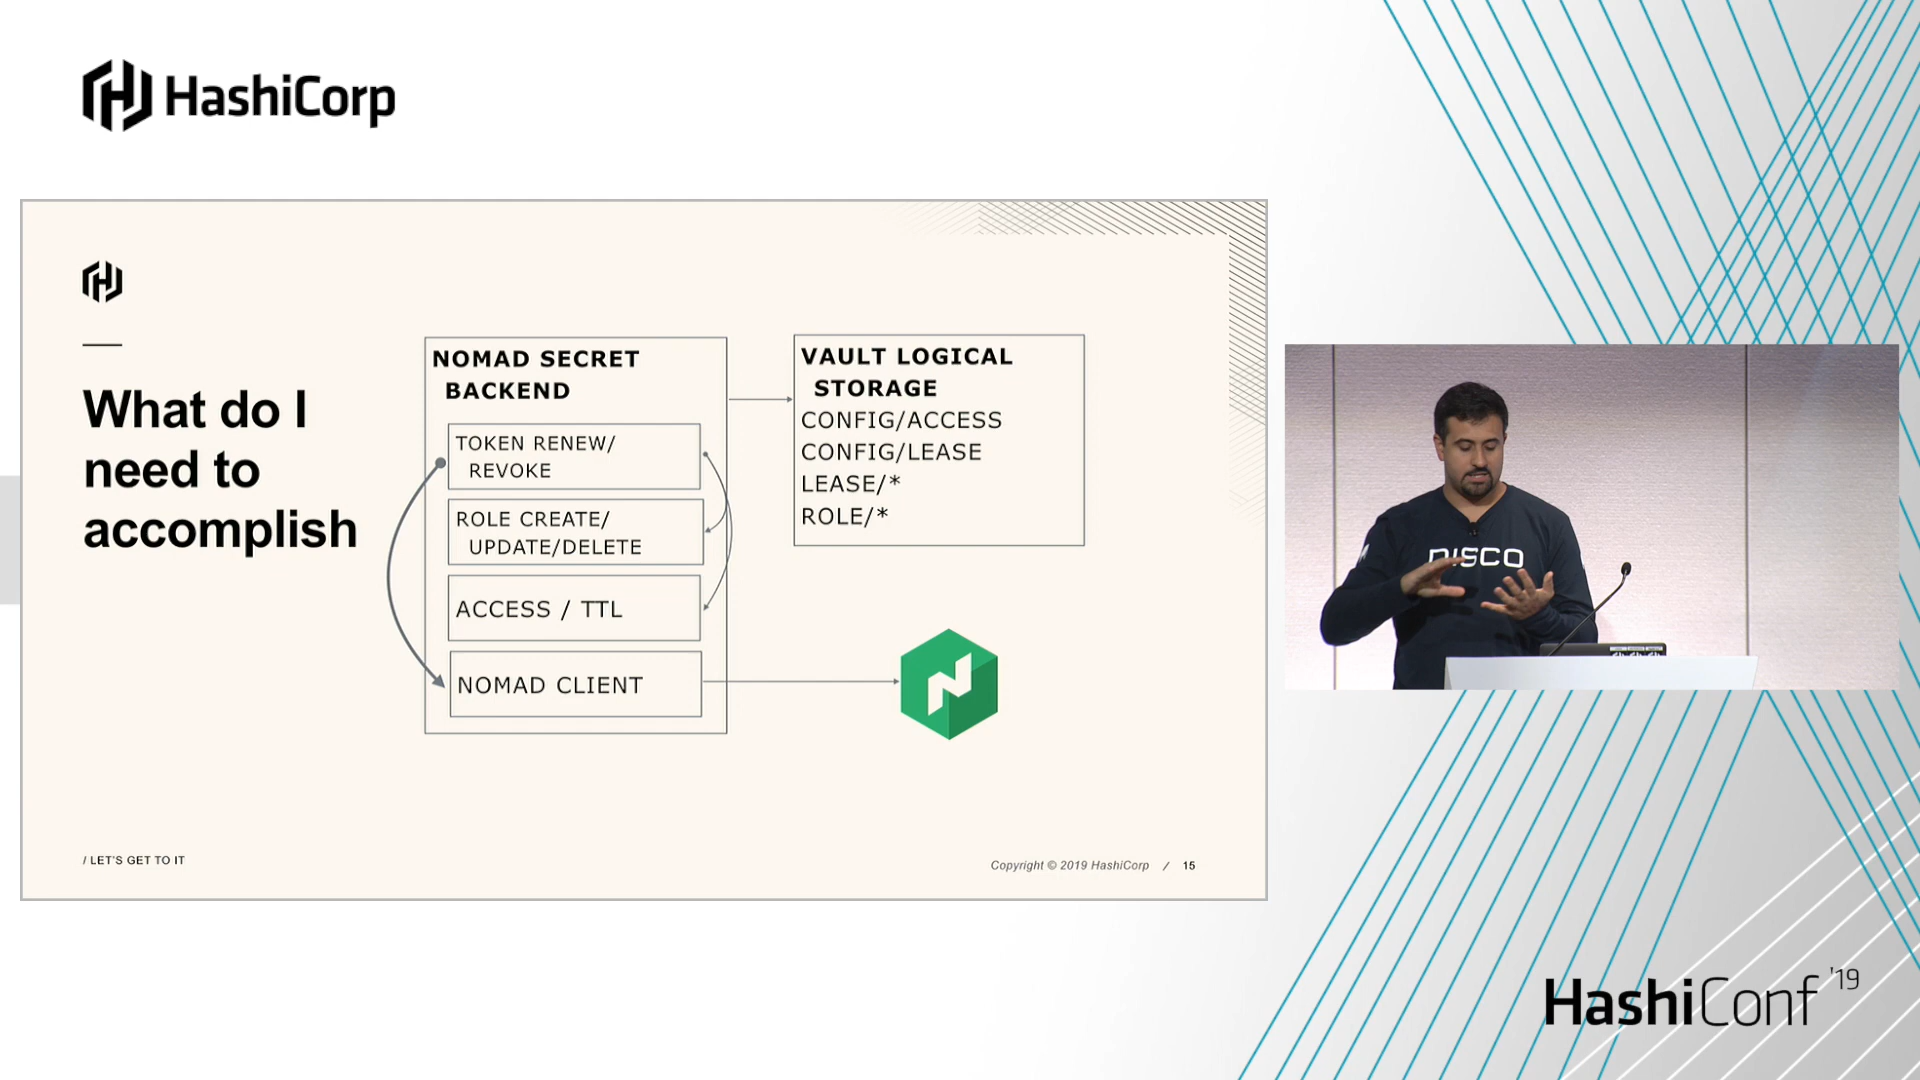 HashiCorp
What do I
need to
accomplish
NOMAD SECRET
BACKEND
TOKEN RENEW/
REVOKE
ROLE CREATE/
UPDATE/DELETE
ACCESS / TTL
NOMAD CLIENT
VAULT LOGICAL
STORAGE
CONFIG/ACCESS
CONFIG/LEASE
LEASE/*
ROLE/*
/ LET'S GET TO IT
Copyright © 2019 HashiCorp / 15
DISCO
HashiConf '19